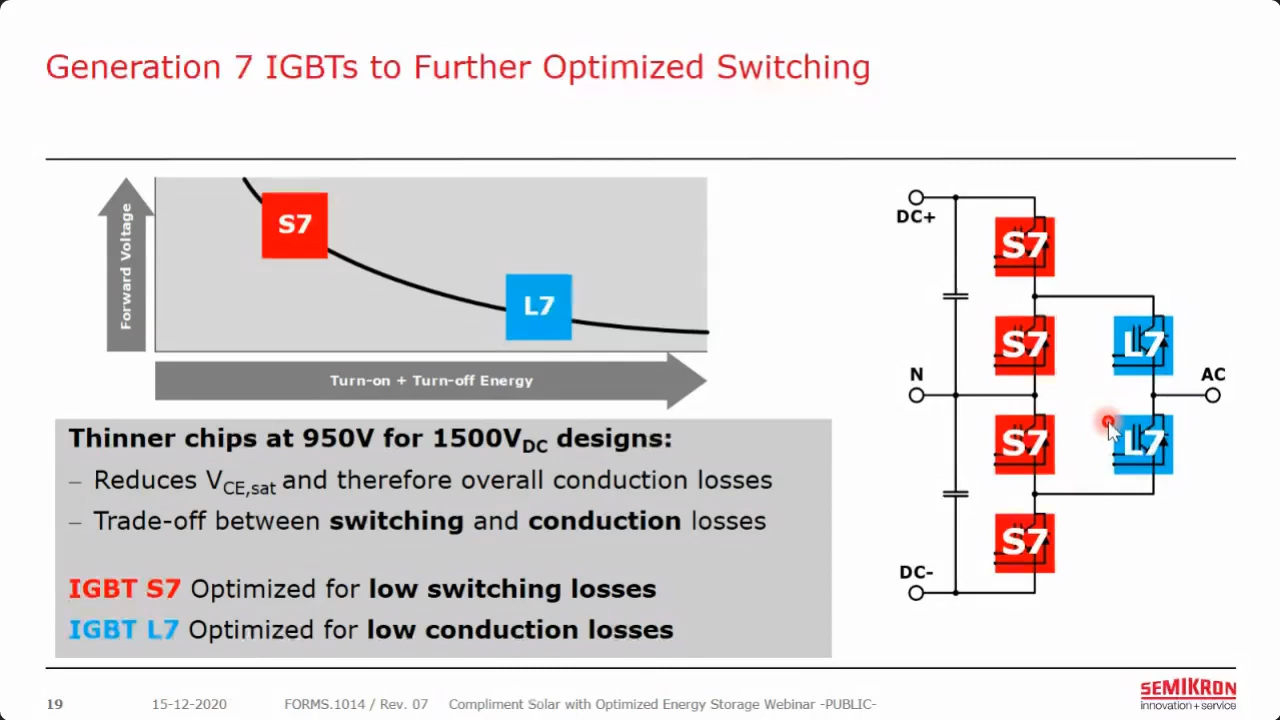 Generation 7 IGBTs to Further Optimized Switching
Forward Voltage
S7
L7
Turn-on + Turn-off Energy
Thinner chips at 950V for 1500VDC designs:
– Reduces VCE,sat and therefore overall conduction losses
– Trade-off between switching and conduction losses
IGBT S7 Optimized for low switching losses
IGBT L7 Optimized for low conduction losses
DC+
S7
S7
L7
N
AC
S7
L7
S7
DC-
19
15-12-2020
FORMS.1014 / Rev. 07
Compliment Solar with Optimized Energy Storage Webinar -PUBLIC-
SEMIKRON
innovation+service